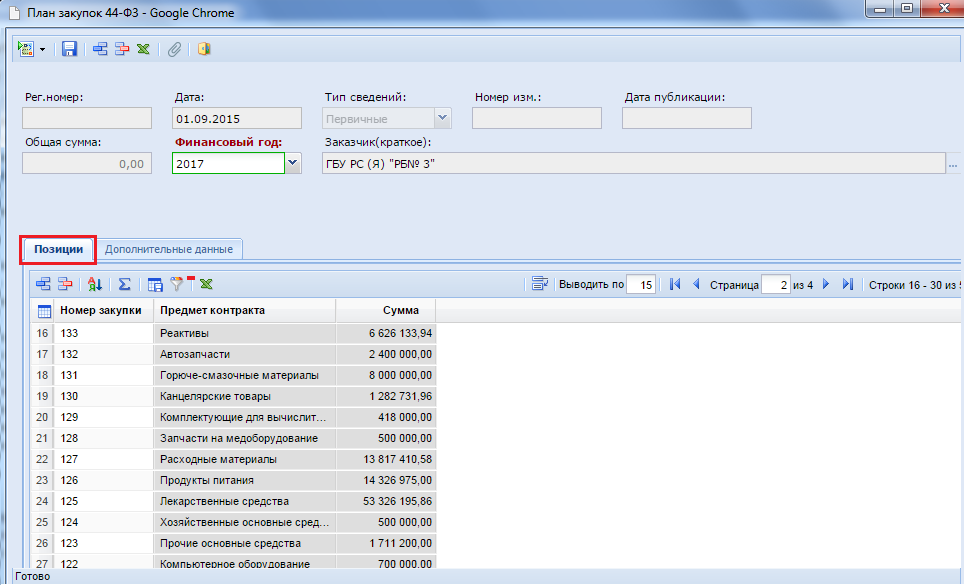 План закупок 44-ФЗ - Google Chrome
Рег.номер: Дата: Тип сведений: Номер изм.: Дата публикации:
01.09.2015 Первичные
Общая сумма: Финансовый год: Заказчик(краткое):
0,00 2017 ГБУ РС (Я) "РБ№ 3" ...
Позиции Дополнительные данные
Выводить по 15 Страница 2 из 4 Строки 16 - 30 из
Номер закупки Предмет контракта Сумма
16 133 Реактивы 6 626 133,94
17 132 Автозапчасти 2 400 000,00
18 131 Горюче-смазочные материалы 8 000 000,00
19 130 Канцелярские товары 1 282 731,96
20 129 Комплектующие для вычислит... 418 000,00
21 128 Запчасти на медоборудование 500 000,00
22 127 Расходные материалы 13 817 410,58
23 126 Продукты питания 14 326 975,00
24 125 Лекарственные средства 53 326 195,86
25 124 Хозяйственные основные сред... 500 000,00
26 123 Прочие основные средства 1 711 200,00
27 122 Компьютерное оборудование 700 000,00
Готово